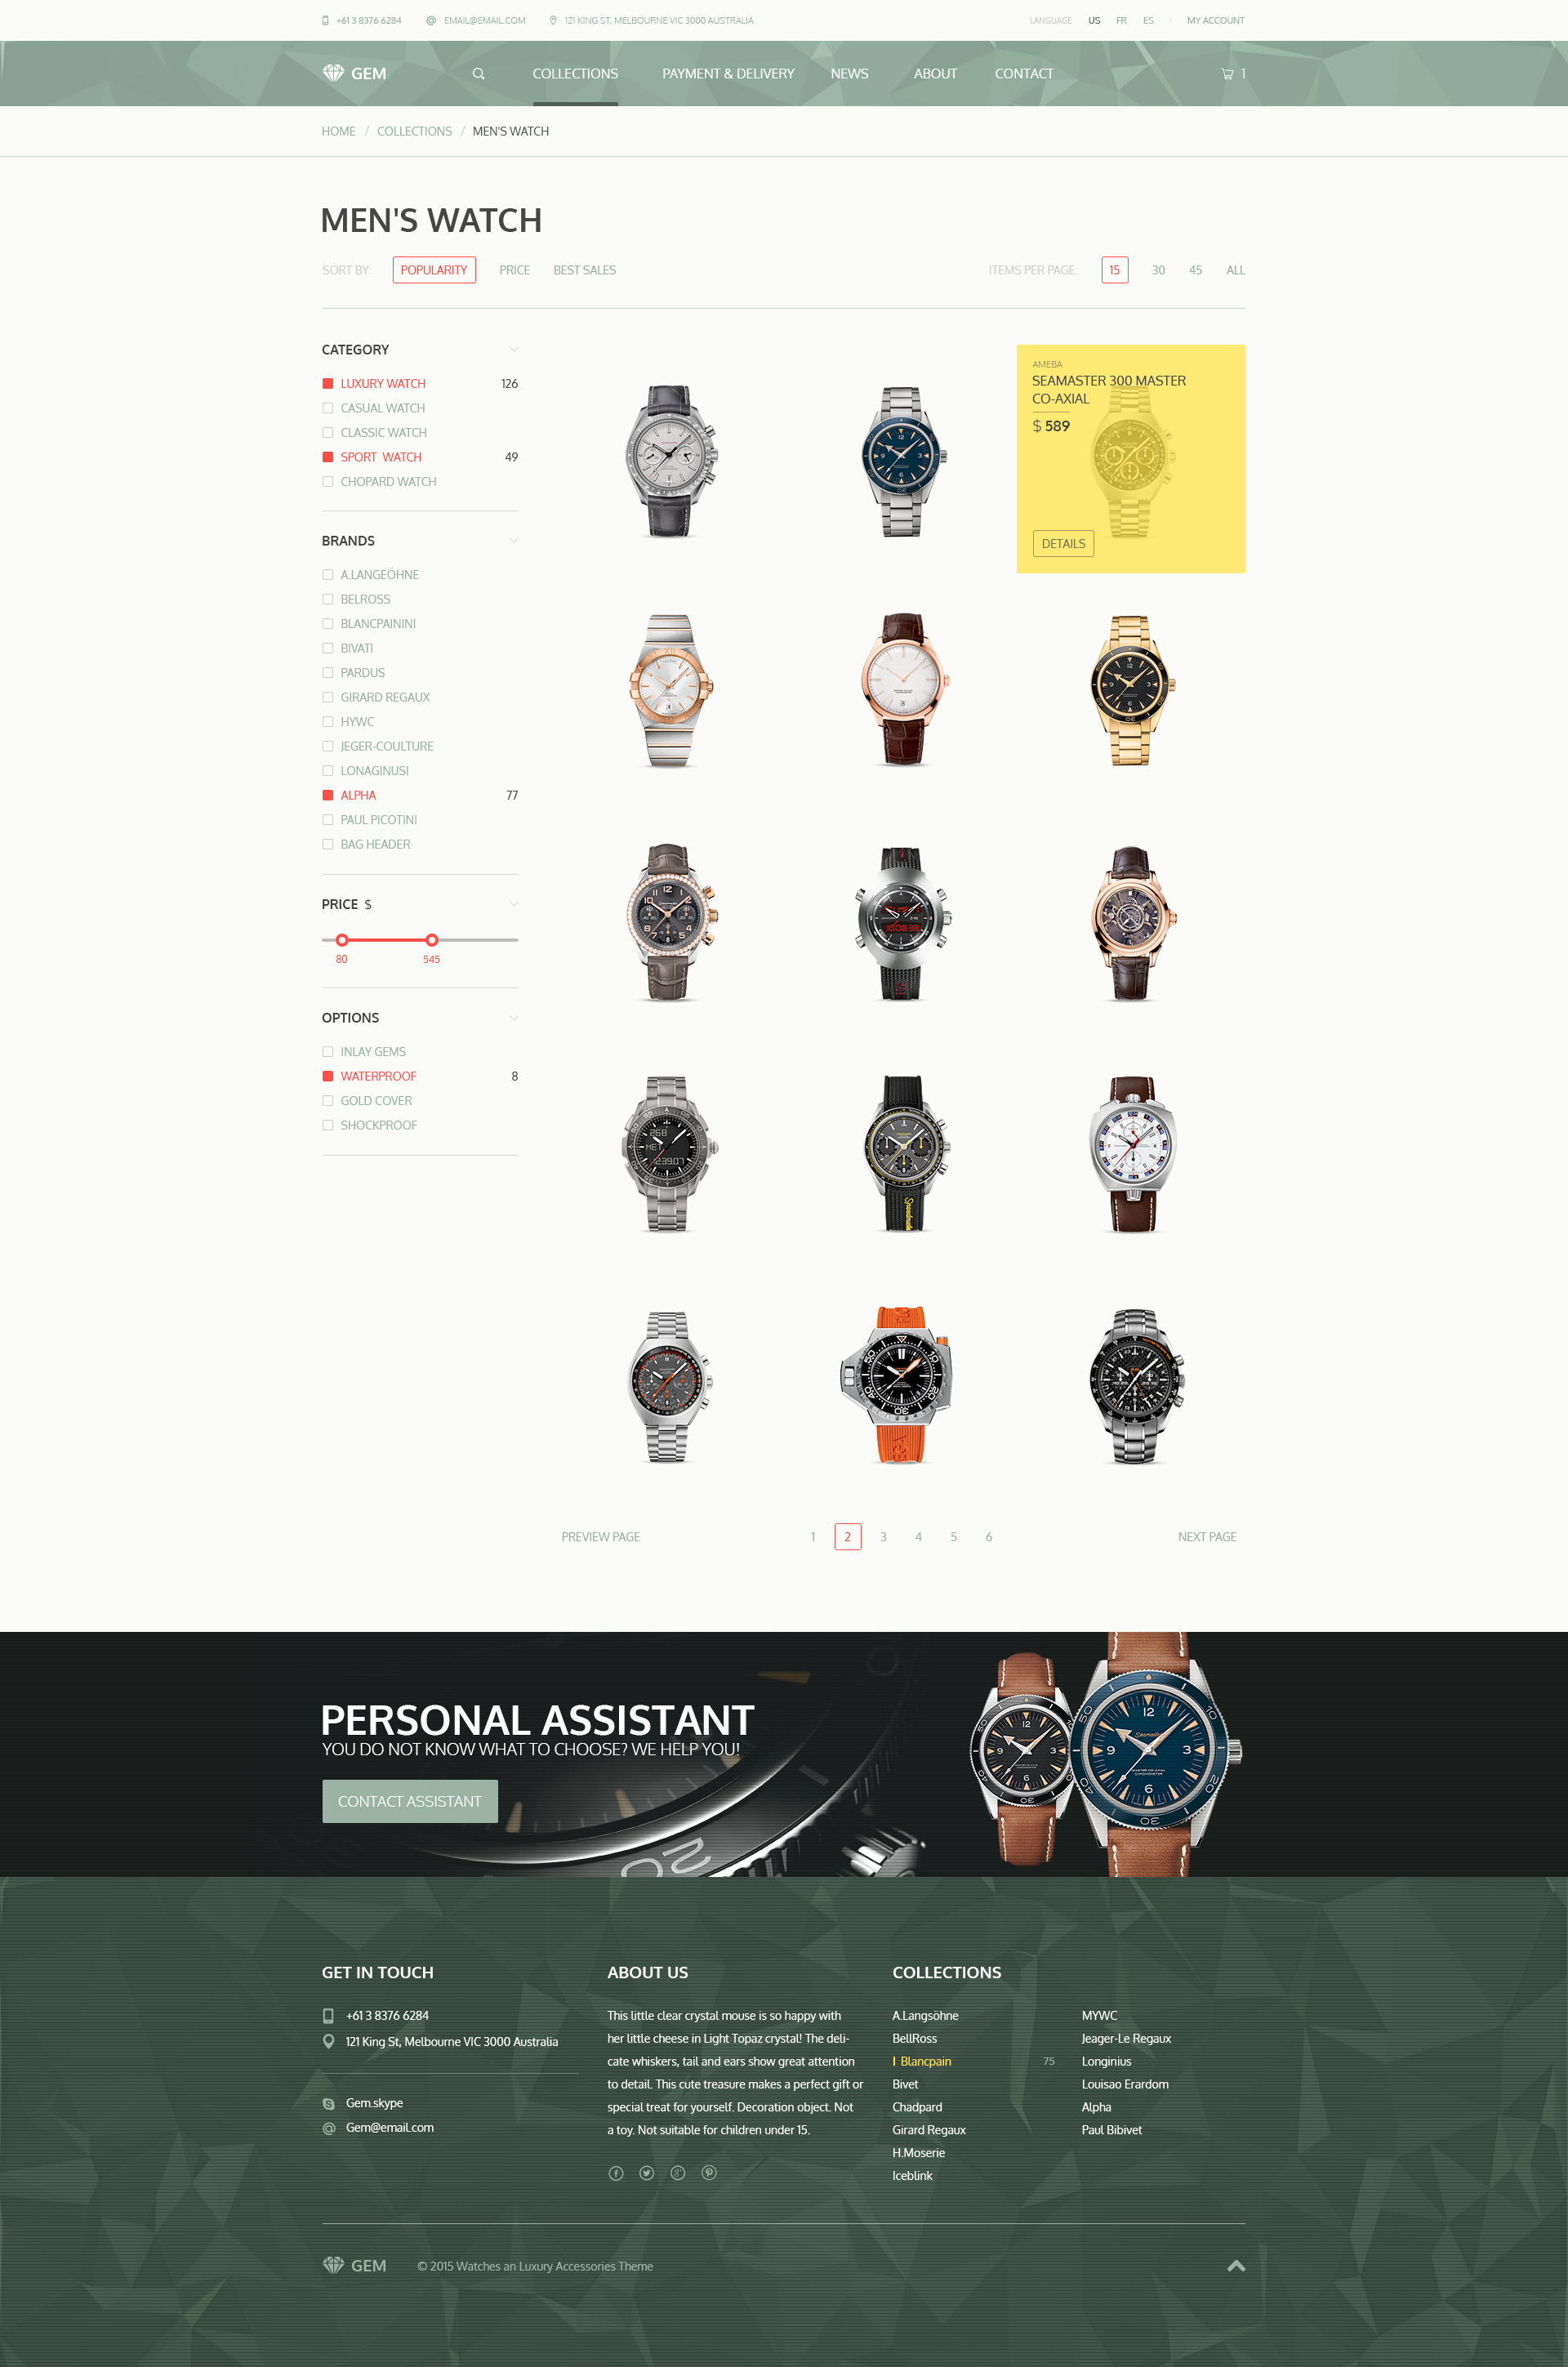 +61 3 8376 6284 EMAIL@EMAIL.COM 121 KING ST, MELBOURNE VIC 3000 AUSTRALIA LANGUAGE US FR ES | MY ACCOUNT
GEM COLLECTIONS PAYMENT & DELIVERY NEWS ABOUT CONTACT 1
HOME / COLLECTIONS / MEN'S WATCH
MEN'S WATCH
SORT BY: POPULARITY PRICE BEST SALES ITEMS PER PAGE: 15 30 45 ALL
CATEGORY
LUXURY WATCH 126
CASUAL WATCH
CLASSIC WATCH
SPORT WATCH 49
CHOPARD WATCH
BRANDS
A.LANGEÖHNE
BELROSS
BLANCPAININI
BIVATI
PARDUS
GIRARD REGAUX
HYWC
JEGER-COULTURE
LONAGINUSI
ALPHA 77
PAUL PICOTINI
BAG HEADER
PRICE $
80 545
OPTIONS
INLAY GEMS
WATERPROOF 8
GOLD COVER
SHOCKPROOF
AMEBA
SEAMASTER 300 MASTER
CO-AXIAL
$ 589
DETAILS
PREVIEW PAGE 1 2 3 4 5 6 NEXT PAGE
PERSONAL ASSISTANT
YOU DO NOT KNOW WHAT TO CHOOSE? WE HELP YOU!
CONTACT ASSISTANT
GET IN TOUCH
+61 3 8376 6284
121 King St, Melbourne VIC 3000 Australia
Gem.skype
Gem@email.com
ABOUT US
This little clear crystal mouse is so happy with
her little cheese in Light Topaz crystal! The deli-
cate whiskers, tail and ears show great attention
to detail. This cute treasure makes a perfect gift or
special treat for yourself. Decoration object. Not
a toy. Not suitable for children under 15.
COLLECTIONS
A.Langsöhne
BellRoss
Blancpain 75
Bivet
Chadpard
Girard Regaux
H.Moserie
Iceblink
MYWC
Jeager-Le Regaux
Longinius
Louisao Erardom
Alpha
Paul Bibivet
GEM © 2015 Watches an Luxury Accessories Theme